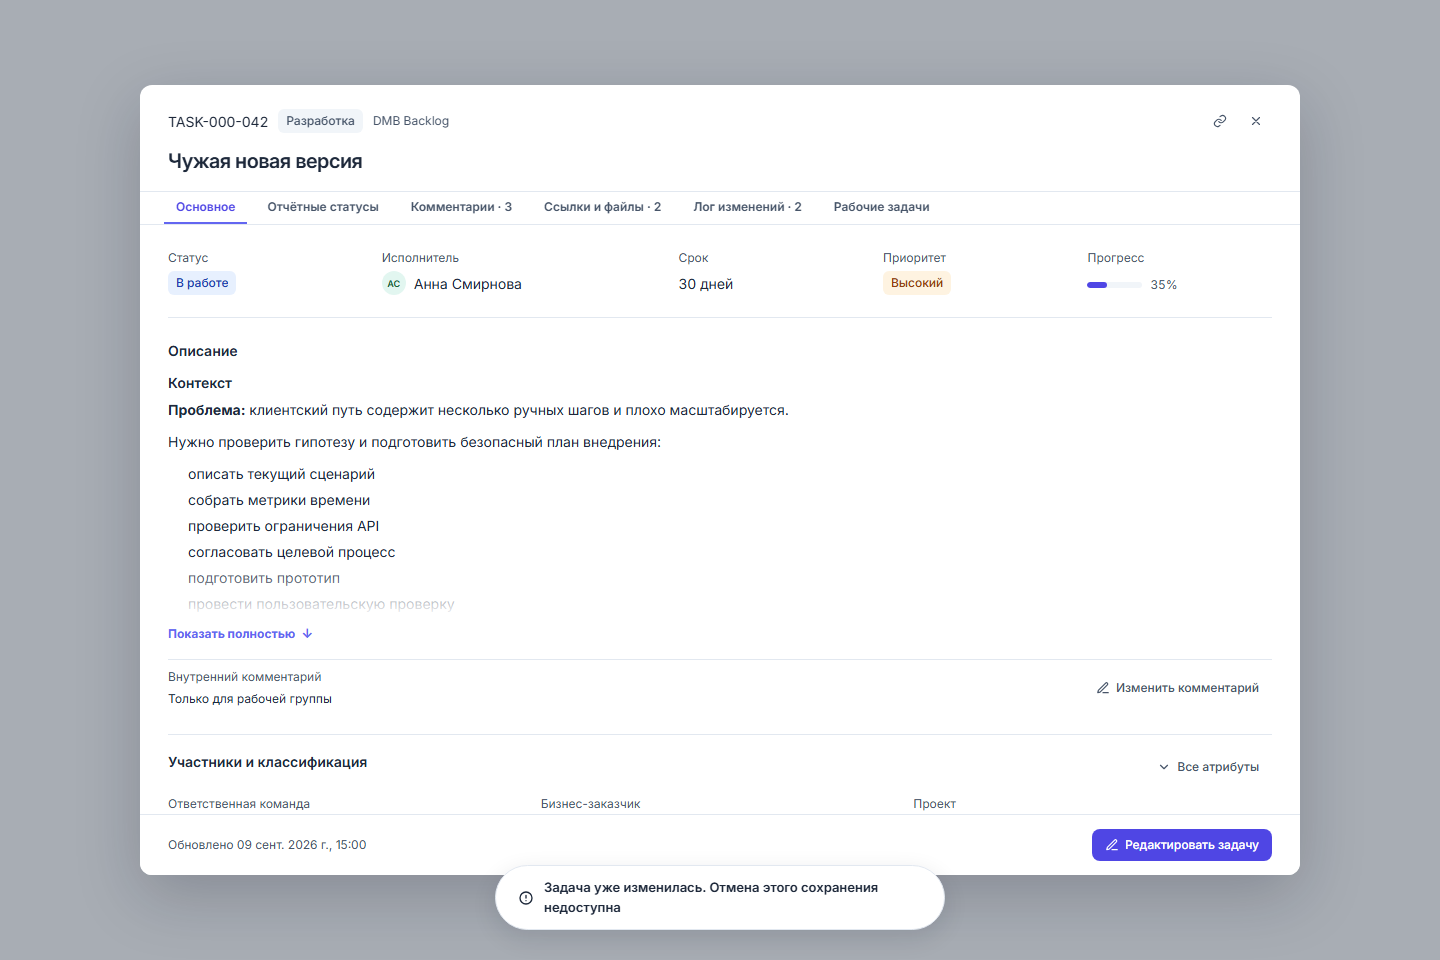 TASK-000-042 Разработка DMB Backlog
Чужая новая версия
Основное Отчётные статусы Комментарии · 3 Ссылки и файлы · 2 Лог изменений · 2 Рабочие задачи
Статус Исполнитель Срок Приоритет Прогресс
В работе АС Анна Смирнова 30 дней Высокий 35%
Описание
Контекст
Проблема: клиентский путь содержит несколько ручных шагов и плохо масштабируется.
Нужно проверить гипотезу и подготовить безопасный план внедрения:
описать текущий сценарий
собрать метрики времени
проверить ограничения API
согласовать целевой процесс
подготовить прототип
провести пользовательскую проверку
Показать полностью
Внутренний комментарий
Только для рабочей группы
Изменить комментарий
Участники и классификация
Все атрибуты
Ответственная команда Бизнес-заказчик Проект
Обновлено 09 сент. 2026 г., 15:00 Редактировать задачу
Задача уже изменилась. Отмена этого сохранения
недоступна